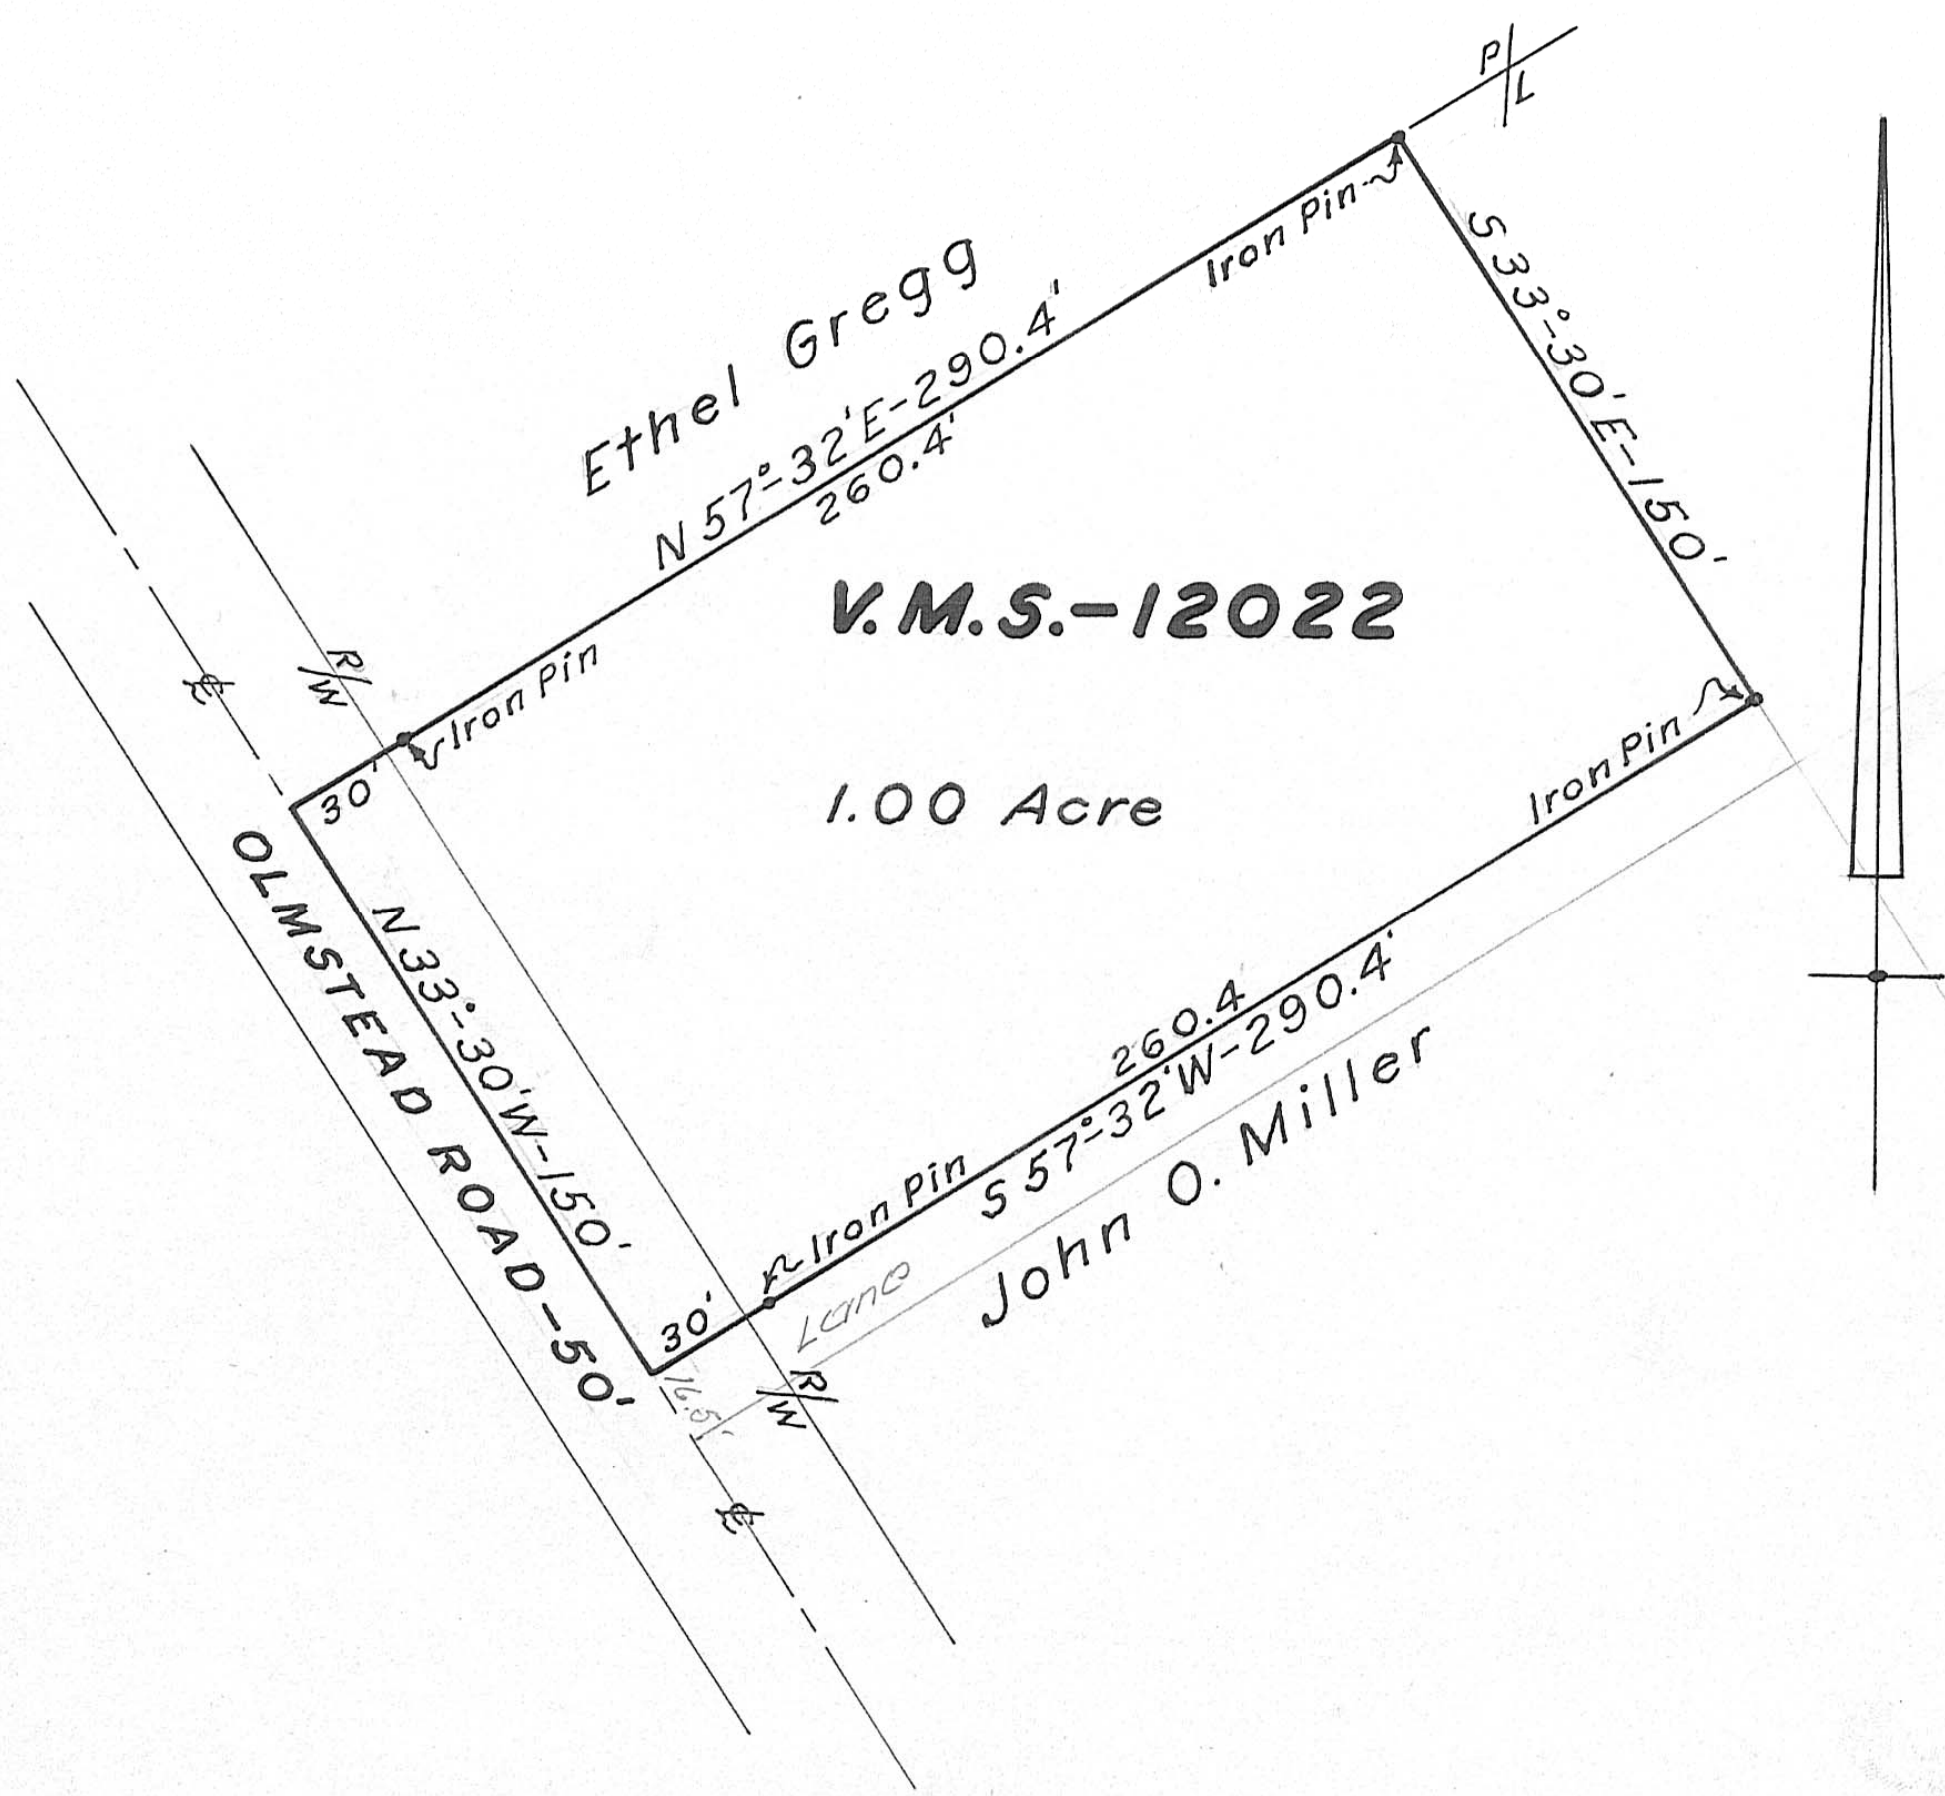 P/L
Iron Pin
S 33°-30'E-150'
Ethel Gregg
N 57°-32'E-290.4'
260.4'
V.M.S.-12022
R/W
℄
Iron Pin
30'
1.00 Acre
Iron Pin
OLMSTEAD ROAD-50'
N 33°-30'W-150'
260.4'
S 57°-32'W-290.4'
John O. Miller
Iron Pin
Lane
30'
16.5'
R/W
℄